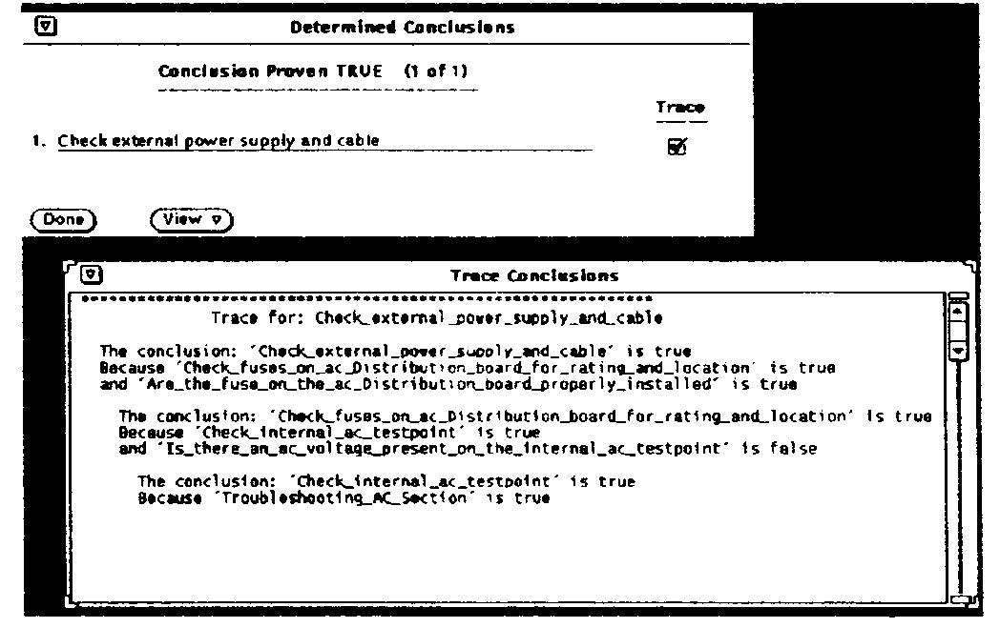 Determined Conclusions
Conclusion Proven TRUE (1 of 1)
Trace
1. Check external power supply and cable
Done View
Trace Conclusions
Trace for: Check_external_power_supply_and_cable
The conclusion: 'Check_external_power_supply_and_cable' is true
Because 'Check_fuses_on_ac_Distribution_board_for_rating_and_location' is true
and 'Are_the_fuse_on_the_ac_Distribution_board_properly_installed' is true
The conclusion: 'Check_fuses_on_ac_Distribution_board_for_rating_and_location' is true
Because 'Check_internal_ac_testpoint' is true
and 'Is_there_an_ac_voltage_present_on_the_internal_ac_testpoint' is false
The conclusion: 'Check_internal_ac_testpoint' is true
Because 'Troubleshooting_AC_Section' is true